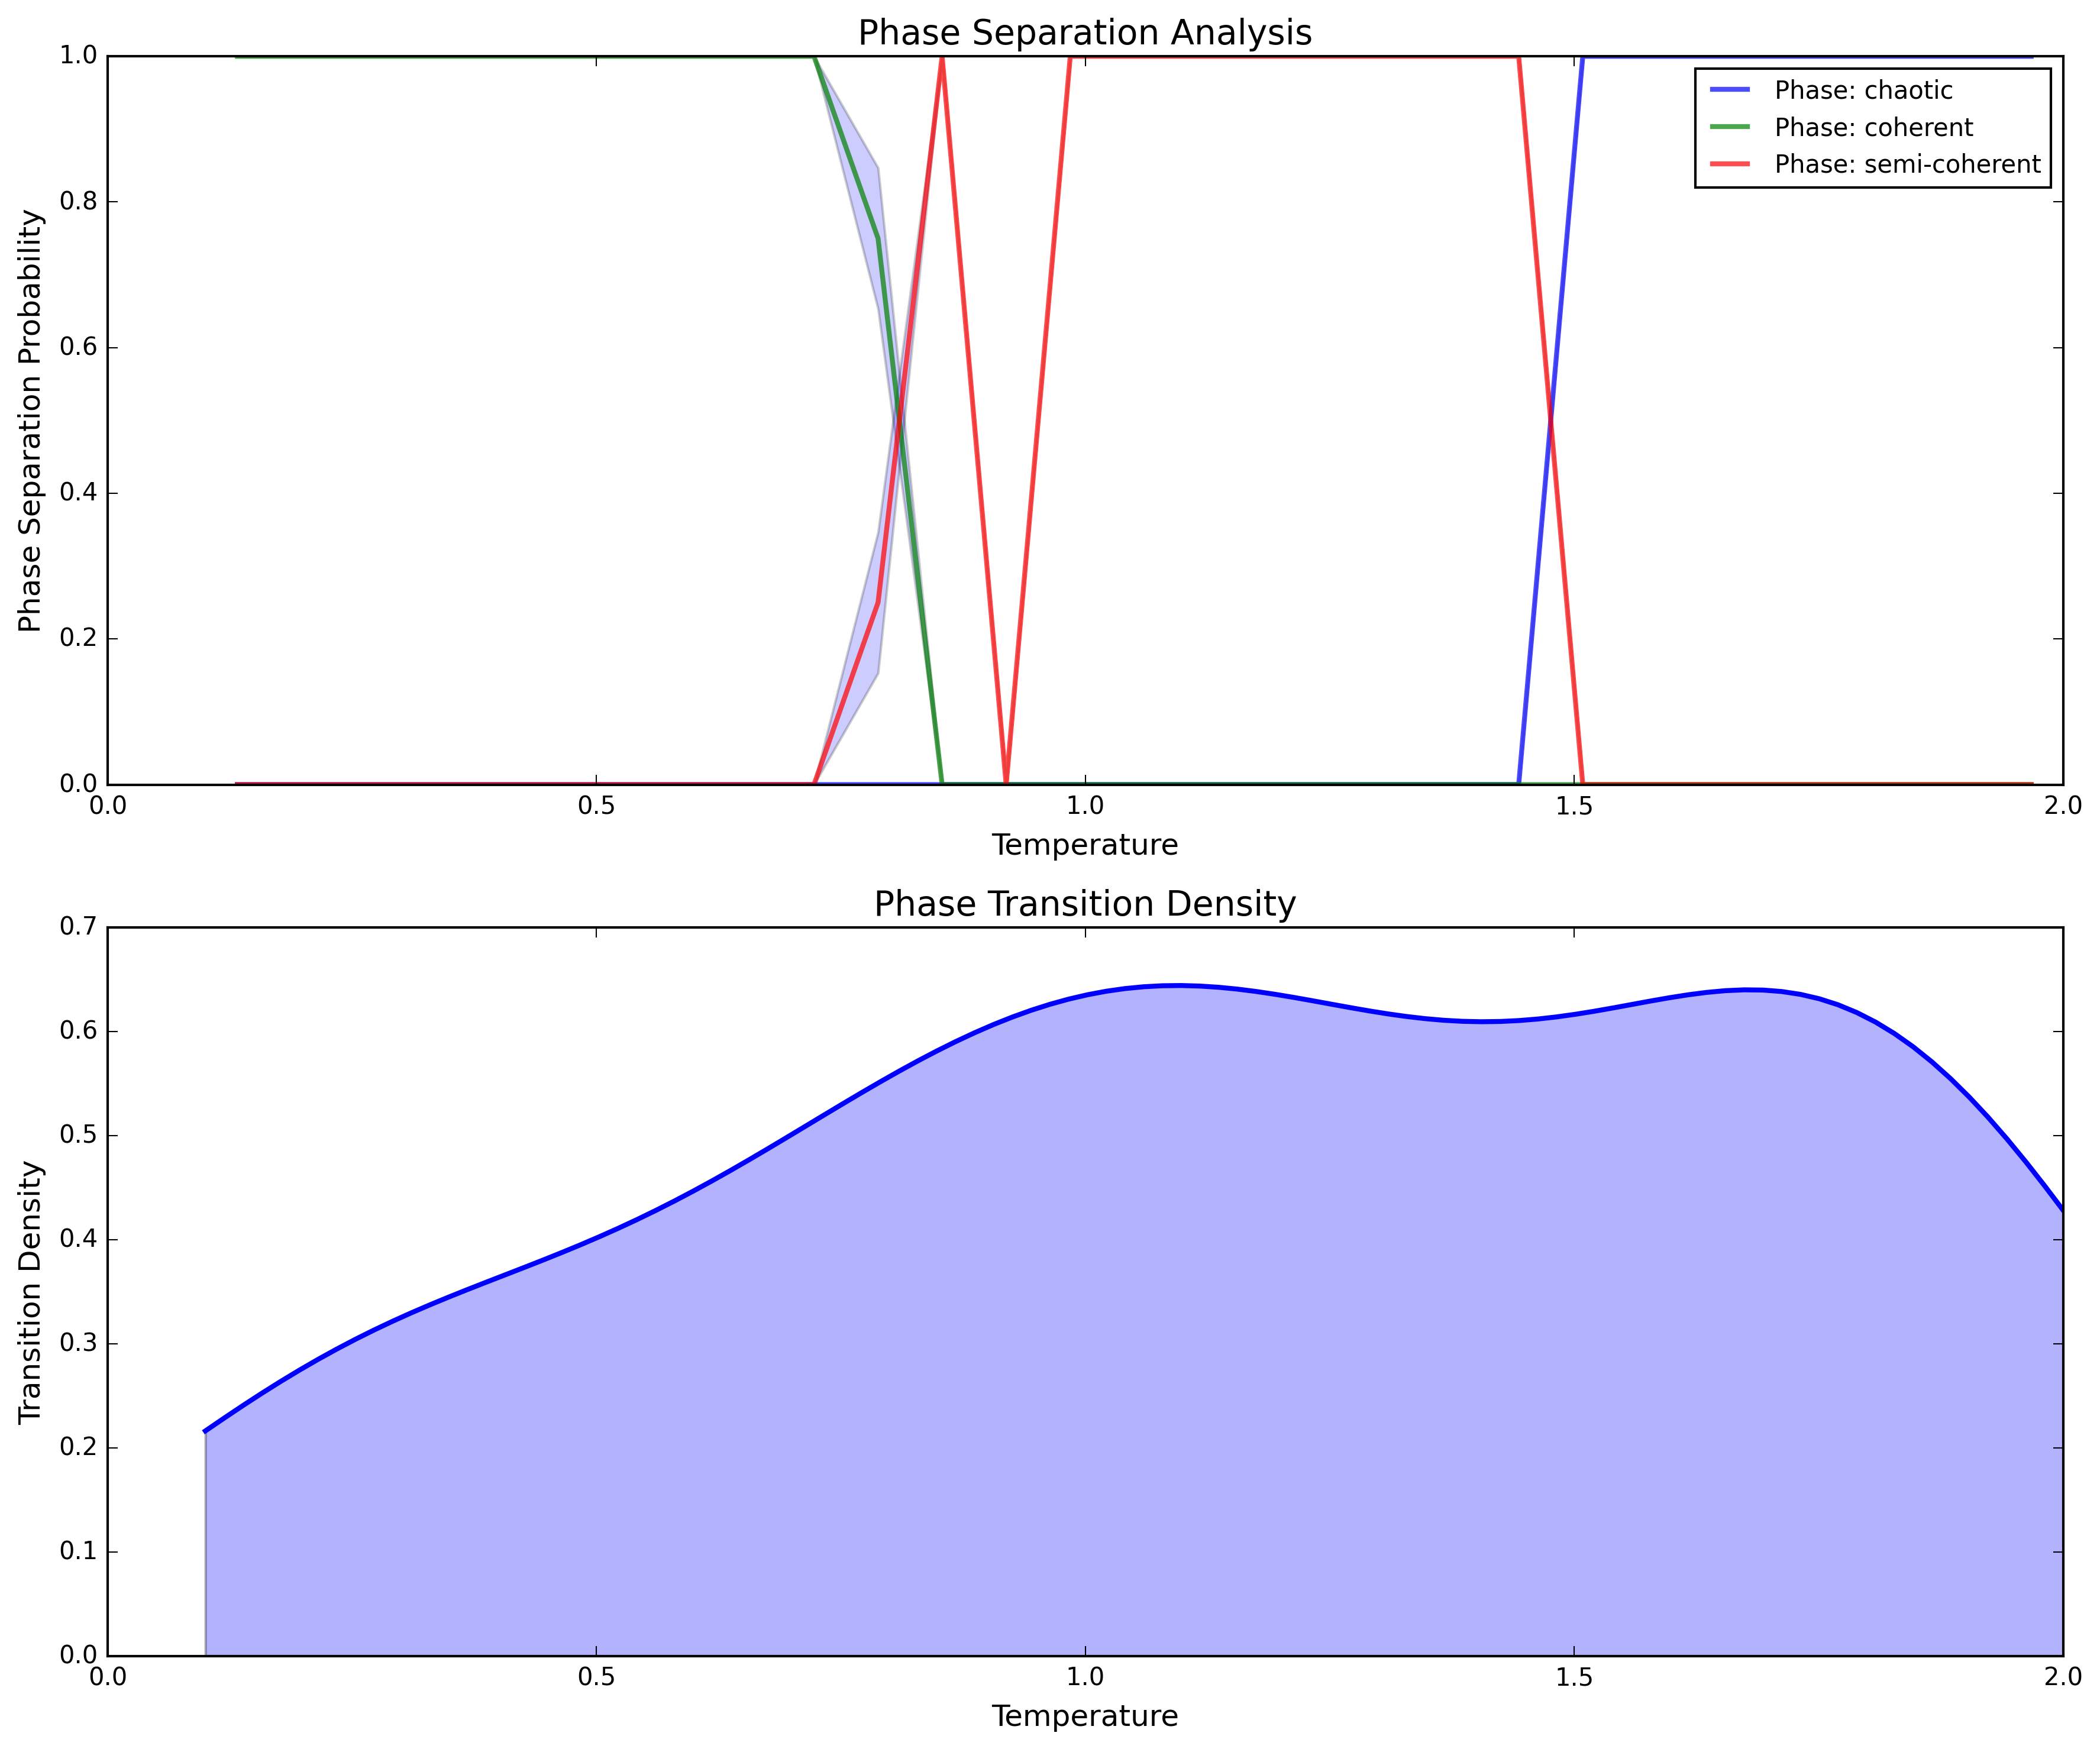 Phase Separation Analysis
1.0
0.8
0.6
0.4
0.2
0.0
Phase Separation Probability
Phase: chaotic
Phase: coherent
Phase: semi-coherent
0.0 0.5 1.0 1.5 2.0
Temperature
Phase Transition Density
0.7
0.6
0.5
0.4
0.3
0.2
0.1
0.0
Transition Density
0.0 0.5 1.0 1.5 2.0
Temperature